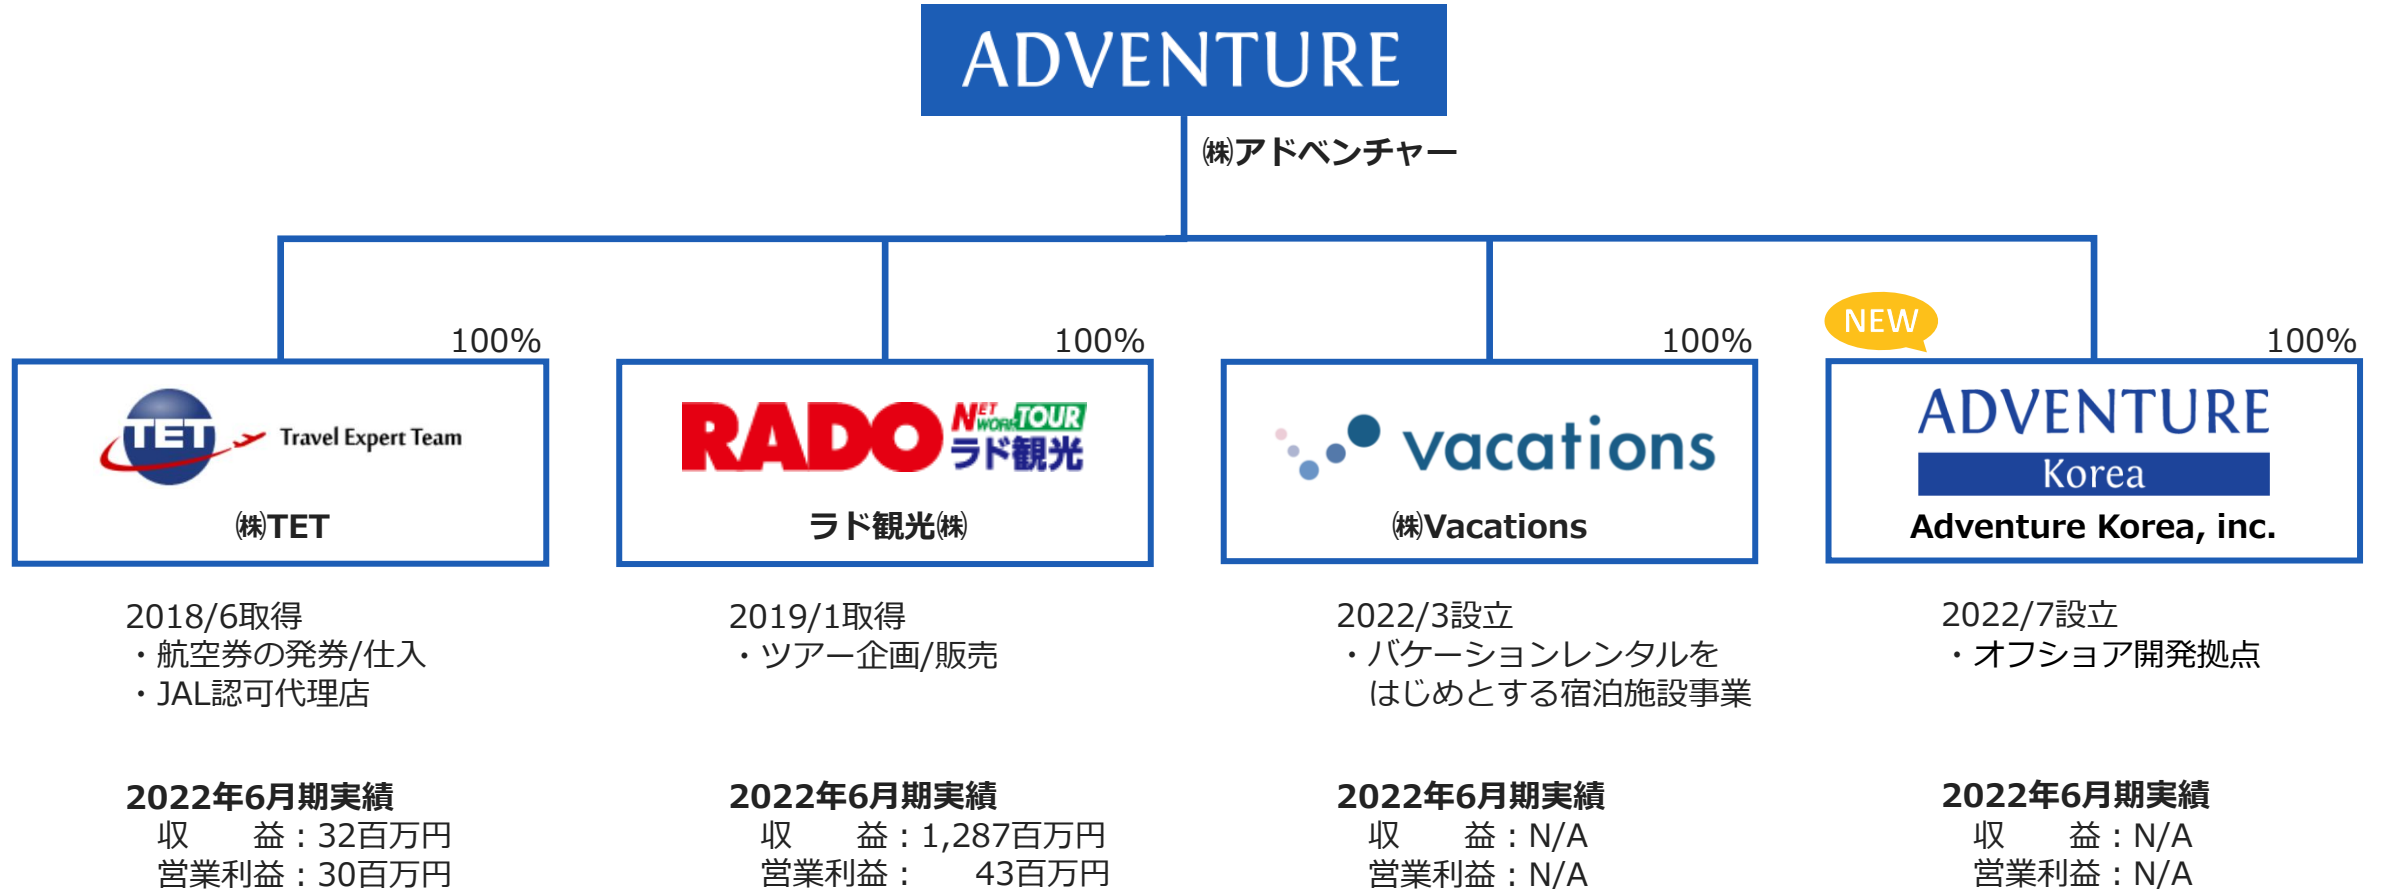 ADVENTURE
㈱アドベンチャー
100%
TET Travel Expert Team
㈱TET
2018/6取得
・航空券の発券/仕入
・JAL認可代理店
2022年6月期実績
収　　益：32百万円
営業利益：30百万円
100%
RADO NET WORK TOUR
ラド観光
ラド観光㈱
2019/1取得
・ツアー企画/販売
2022年6月期実績
収　　益：1,287百万円
営業利益：　43百万円
100%
vacations
㈱Vacations
2022/3設立
・バケーションレンタルを
はじめとする宿泊施設事業
2022年6月期実績
収　　益：N/A
営業利益：N/A
NEW
100%
ADVENTURE
Korea
Adventure Korea, inc.
2022/7設立
・オフショア開発拠点
2022年6月期実績
収　　益：N/A
営業利益：N/A